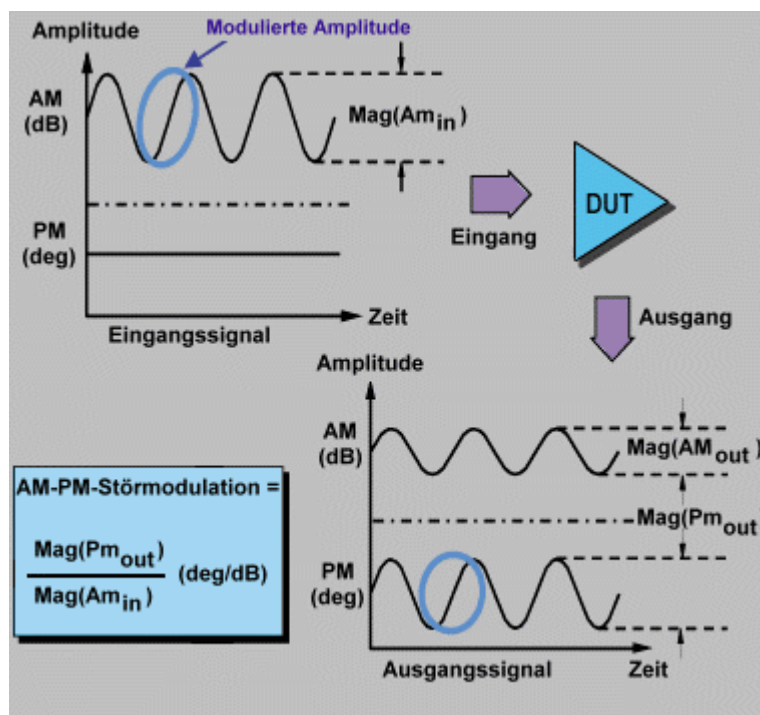 Amplitude
Modulierte Amplitude
AM
(dB)
Mag(Am in)
PM
(deg)
Eingang
DUT
Zeit
Eingangssignal
Ausgang
Amplitude
AM
(dB)
Mag(AM out)
Mag(Pm out
PM
(deg)
Ausgangssignal
Zeit
AM-PM-Störmodulation =
Mag(Pm out)
Mag(Am in)
(deg/dB)